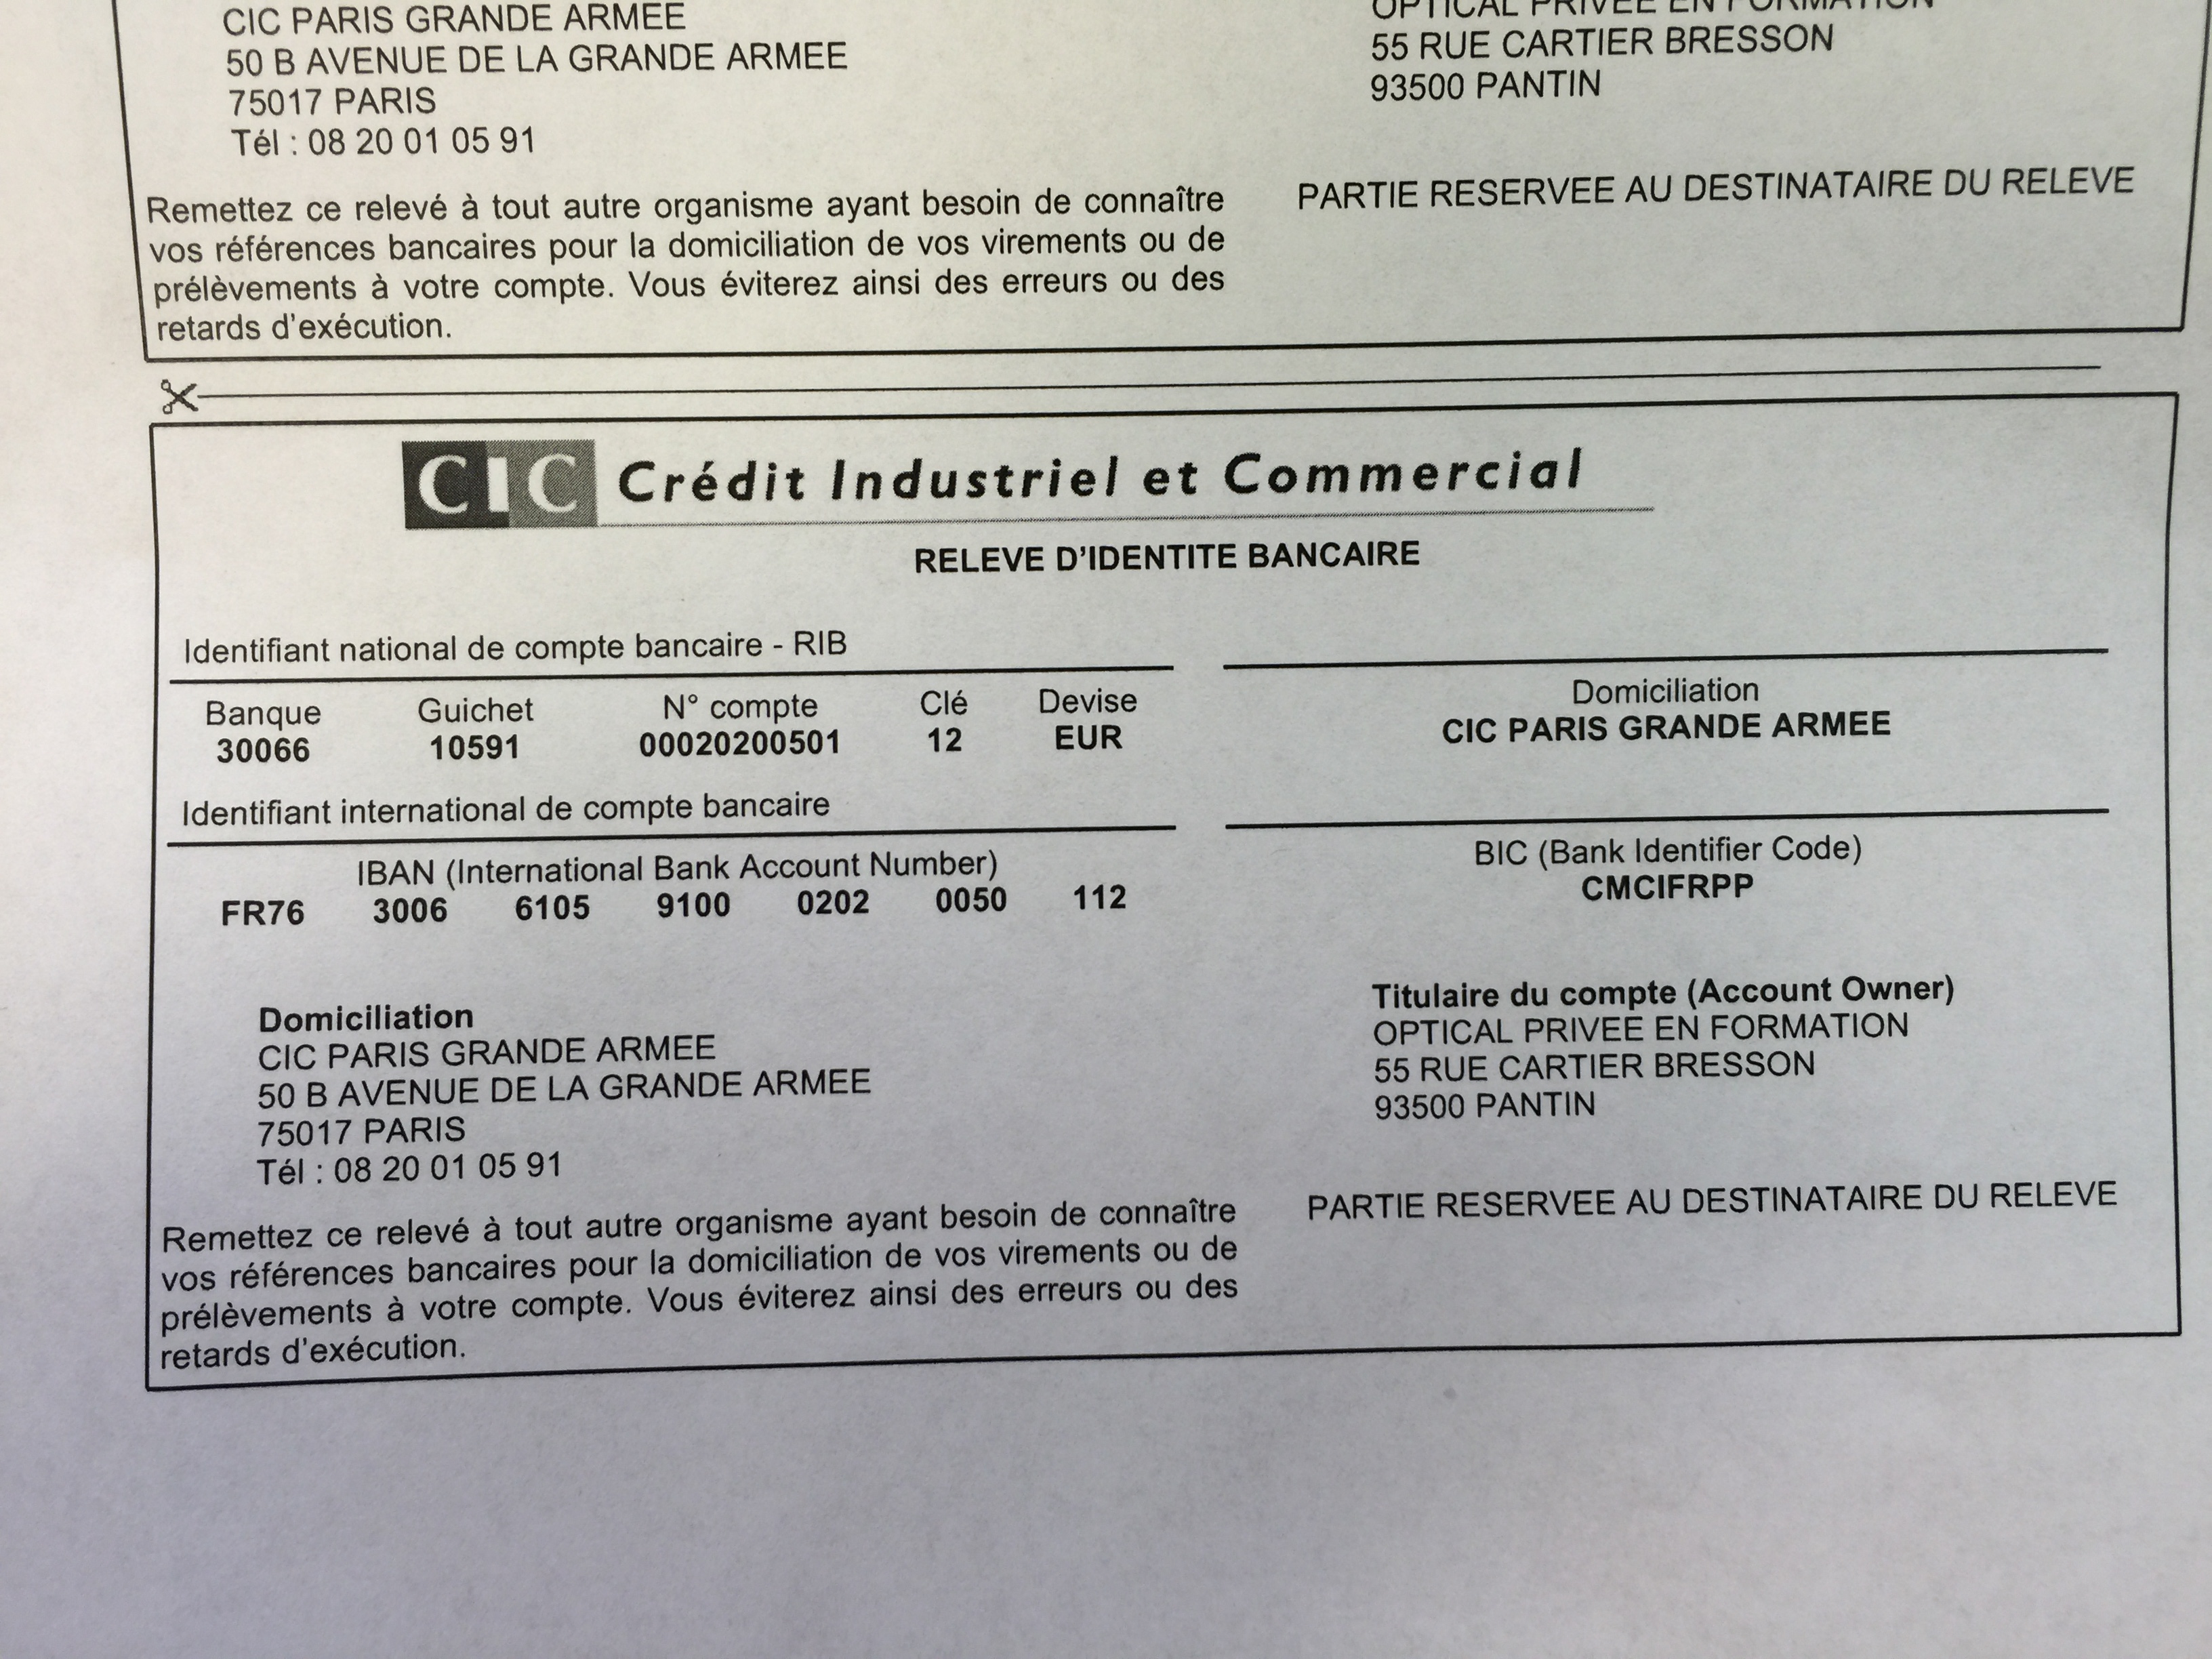 CIC PARIS GRANDE ARMEE
50 B AVENUE DE LA GRANDE ARMEE
75017 PARIS
Tél : 08 20 01 05 91
OPTICAL PRIVEE EN FORMATION
55 RUE CARTIER BRESSON
93500 PANTIN
Remettez ce relevé à tout autre organisme ayant besoin de connaître
vos références bancaires pour la domiciliation de vos virements ou de
prélèvements à votre compte. Vous éviterez ainsi des erreurs ou des
retards d'exécution.
PARTIE RESERVEE AU DESTINATAIRE DU RELEVE
CIC Crédit Industriel et Commercial
RELEVE D'IDENTITE BANCAIRE
Identifiant national de compte bancaire - RIB
Banque Guichet N° compte Clé Devise Domiciliation
30066 10591 00020200501 12 EUR CIC PARIS GRANDE ARMEE
Identifiant international de compte bancaire
IBAN (International Bank Account Number) BIC (Bank Identifier Code)
FR76 3006 6105 9100 0202 0050 112 CMCIFRPP
Domiciliation
CIC PARIS GRANDE ARMEE
50 B AVENUE DE LA GRANDE ARMEE
75017 PARIS
Tél : 08 20 01 05 91
Titulaire du compte (Account Owner)
OPTICAL PRIVEE EN FORMATION
55 RUE CARTIER BRESSON
93500 PANTIN
Remettez ce relevé à tout autre organisme ayant besoin de connaître
vos références bancaires pour la domiciliation de vos virements ou de
prélèvements à votre compte. Vous éviterez ainsi des erreurs ou des
retards d'exécution.
PARTIE RESERVEE AU DESTINATAIRE DU RELEVE